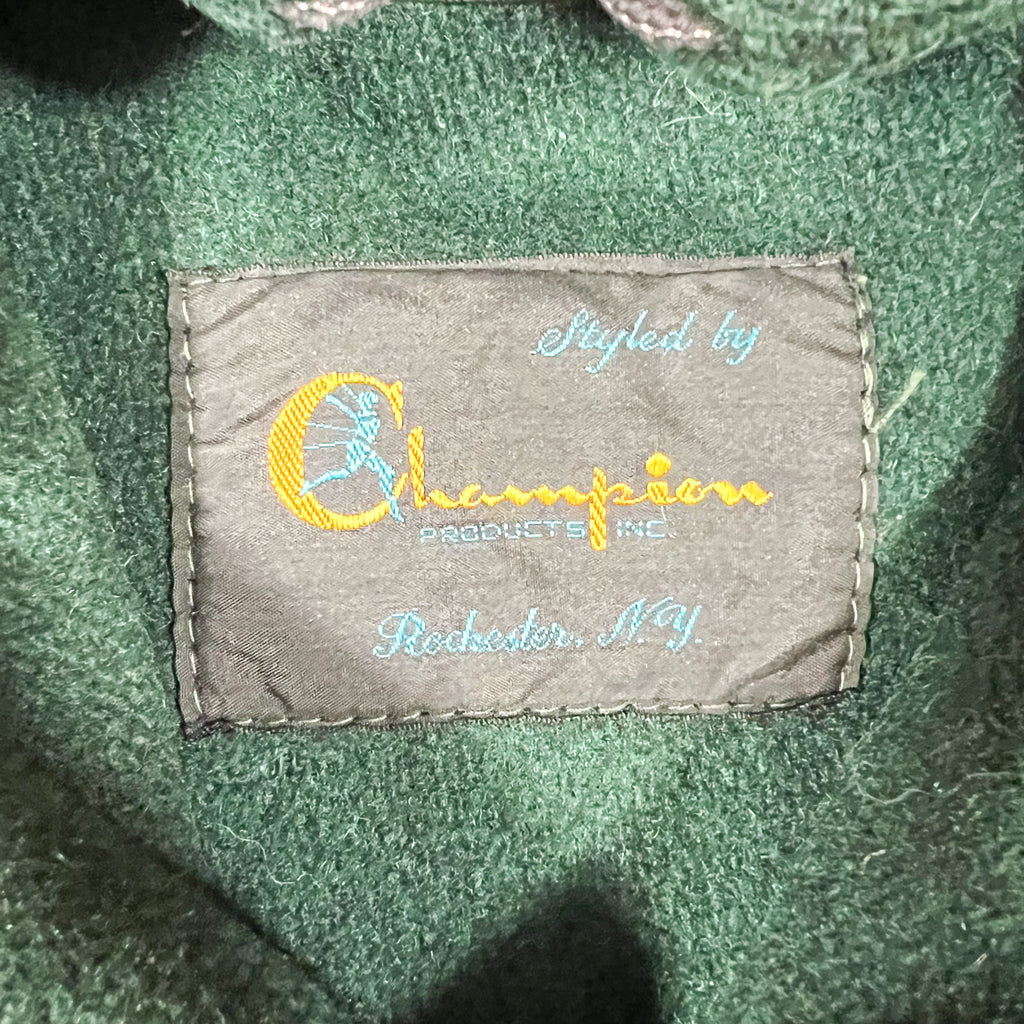 Styled by
Champion
PRODUCTS INC.
Rochester, N.Y.